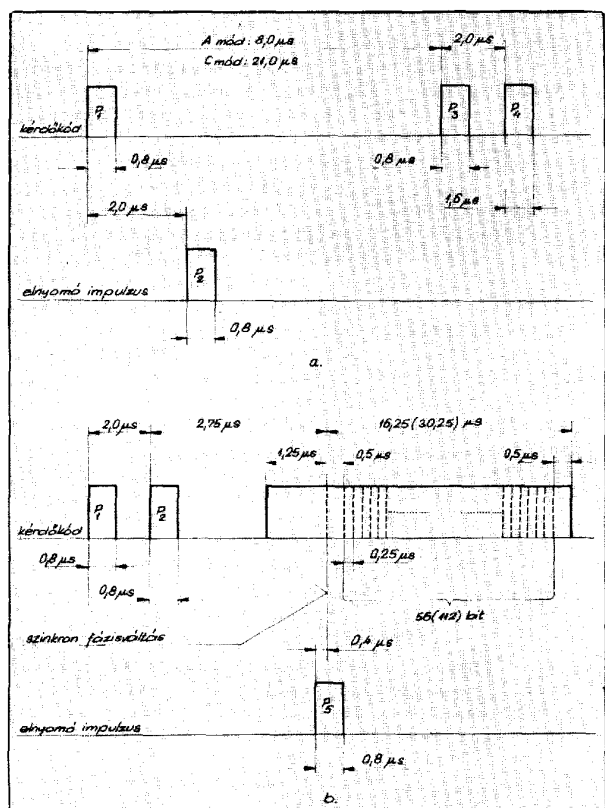 A mód: 8,0 µs
C mód: 21,0 µs
2,0 µs
P1
P3
P4
kérdőkód
0,8 µs
0,8 µs
1,6 µs
2,0 µs
P2
elnyomó impulzus
0,8 µs
a.
2,0 µs
2,75 µs
16,25 (30,25) µs
1,25 µs
0,5 µs
0,5 µs
P1
P2
kérdőkód
0,8 µs
0,8 µs
0,25 µs
56 (112) bit
szinkron fázisváltás
0,4 µs
P5
elnyomó impulzus
0,8 µs
b.